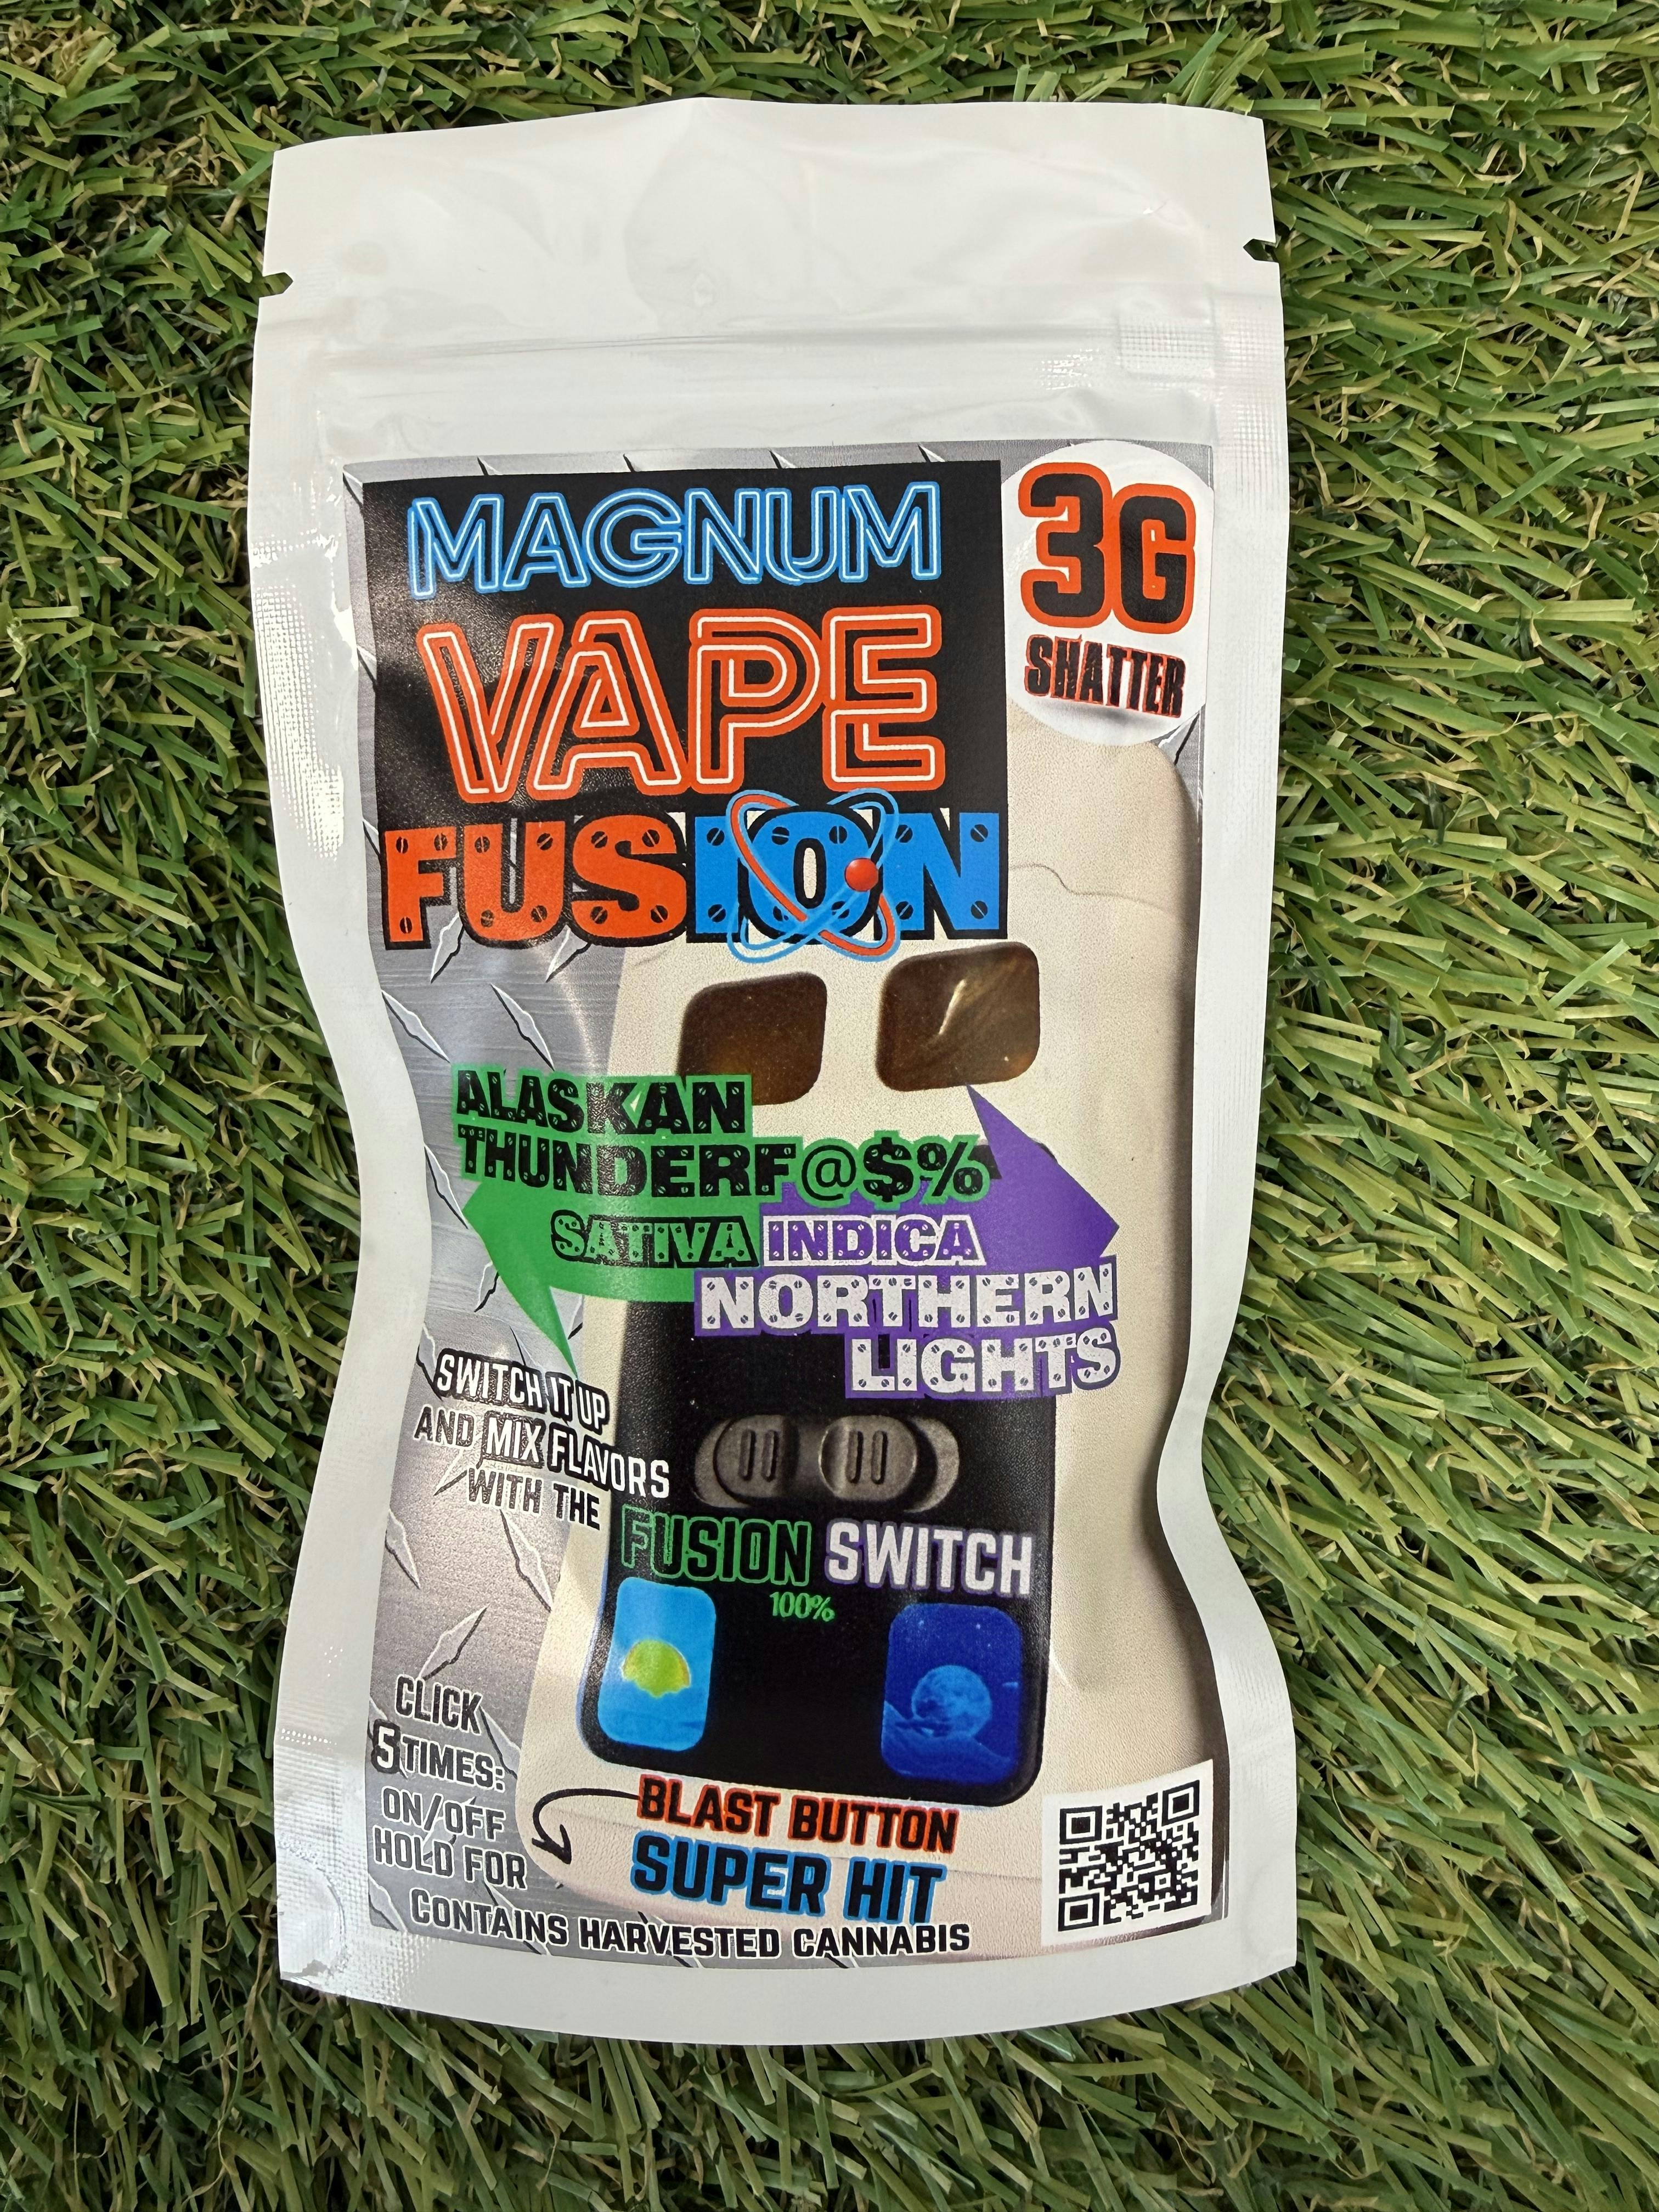 MAGNUM
VAPE
FUSION
3G
SHATTER
ALASKAN
THUNDERF@$%
SATIVA INDICA
NORTHERN
LIGHTS
SWITCH IT UP
AND MIX FLAVORS
WITH THE
FUSION SWITCH
100%
CLICK
5 TIMES:
ON/OFF
HOLD FOR
BLAST BUTTON
SUPER HIT
CONTAINS HARVESTED CANNABIS